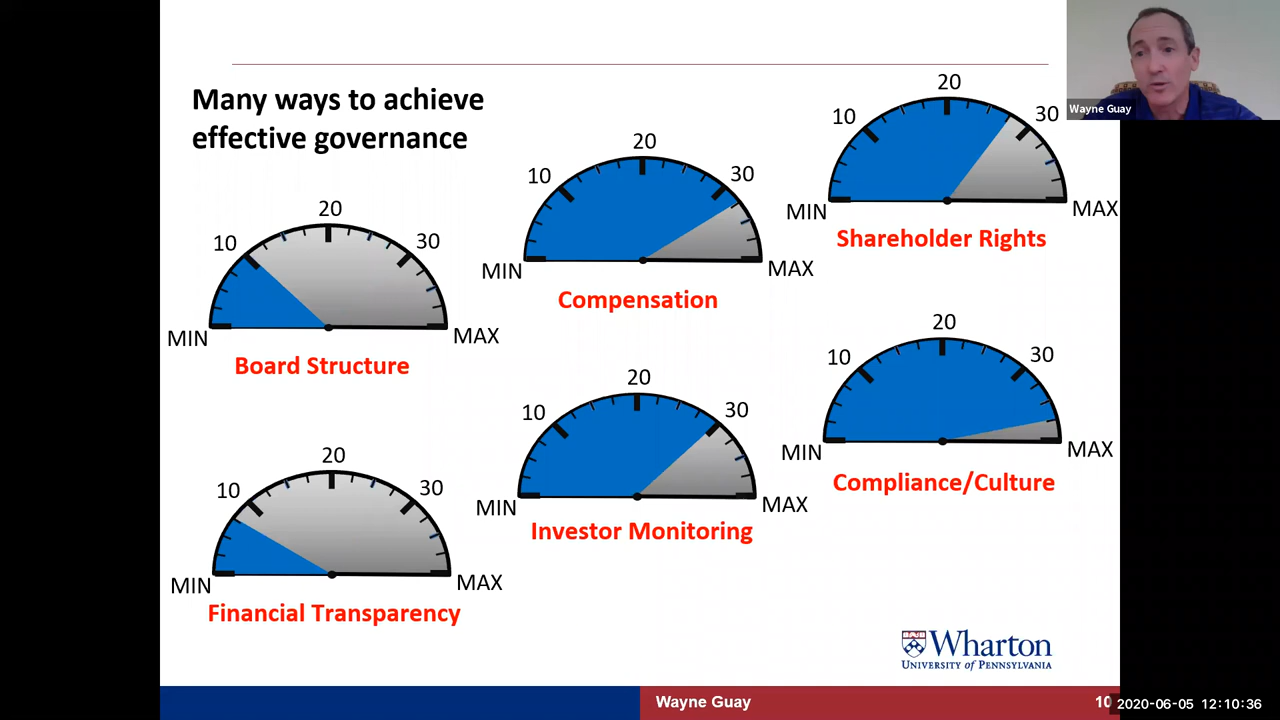 Many ways to achieve
effective governance
10
20
30
MIN
MAX
Board Structure
10
20
30
MIN
MAX
Compensation
10
20
30
MIN
MAX
Shareholder Rights
Wayne Guay
10
20
30
MIN
MAX
Financial Transparency
10
20
30
MIN
MAX
Investor Monitoring
10
20
30
MIN
MAX
Compliance/Culture
Wharton
UNIVERSITY of PENNSYLVANIA
Wayne Guay
10
2020-06-05 12:10:36